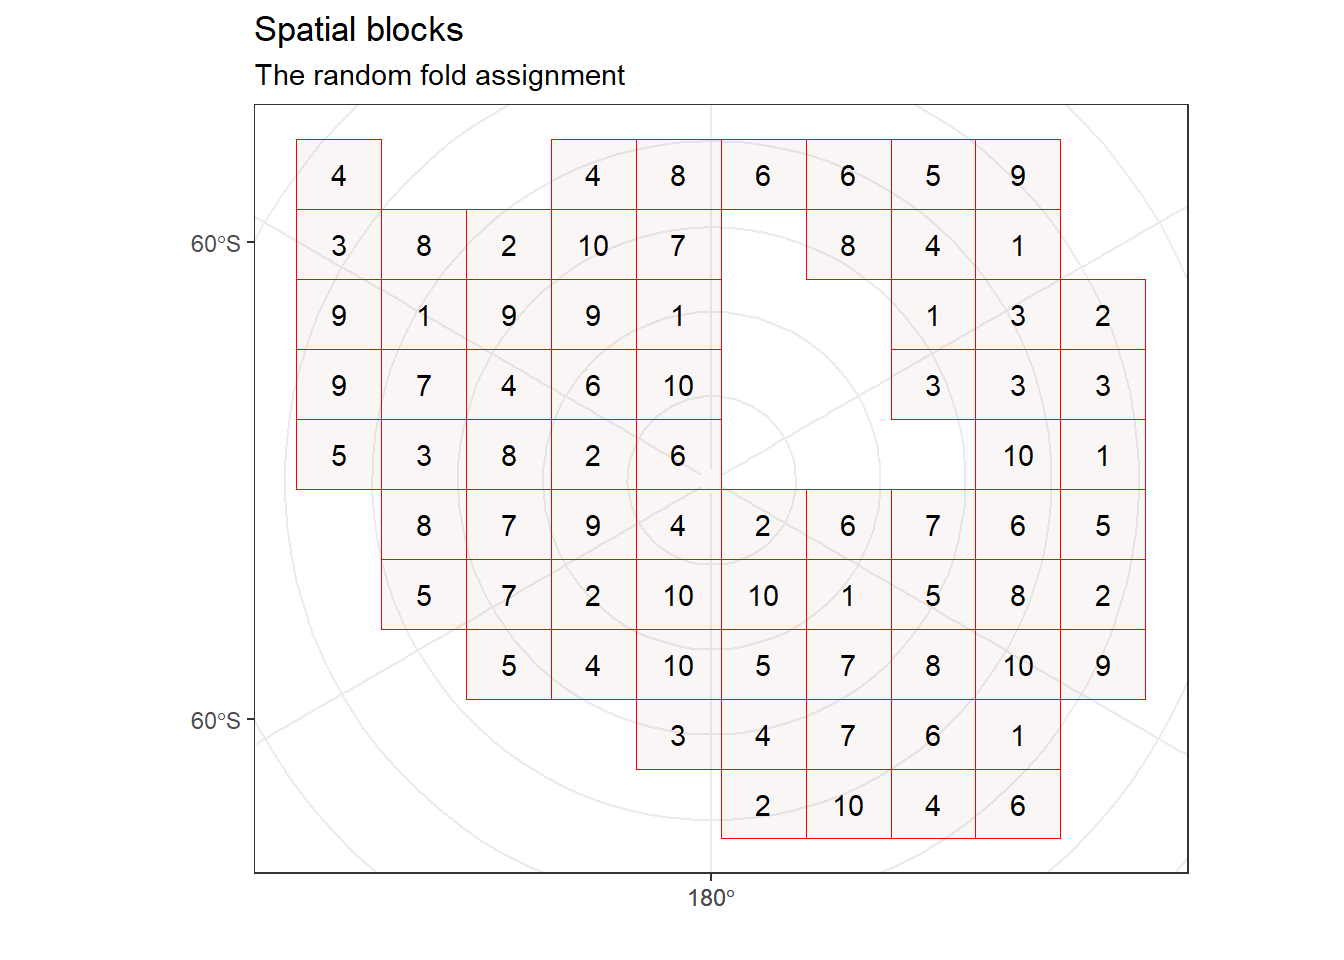 Spatial blocks
The random fold assignment
4 4 8 6 6 5 9
60°S 3 8 2 10 7 8 4 1
9 1 9 9 1 1 3 2
9 7 4 6 10 3 3 3
5 3 8 2 6 10 1
8 7 9 4 2 6 7 6 5
5 7 2 10 10 1 5 8 2
5 4 10 5 7 8 10 9
60°S 3 4 7 6 1
2 10 4 6
180°